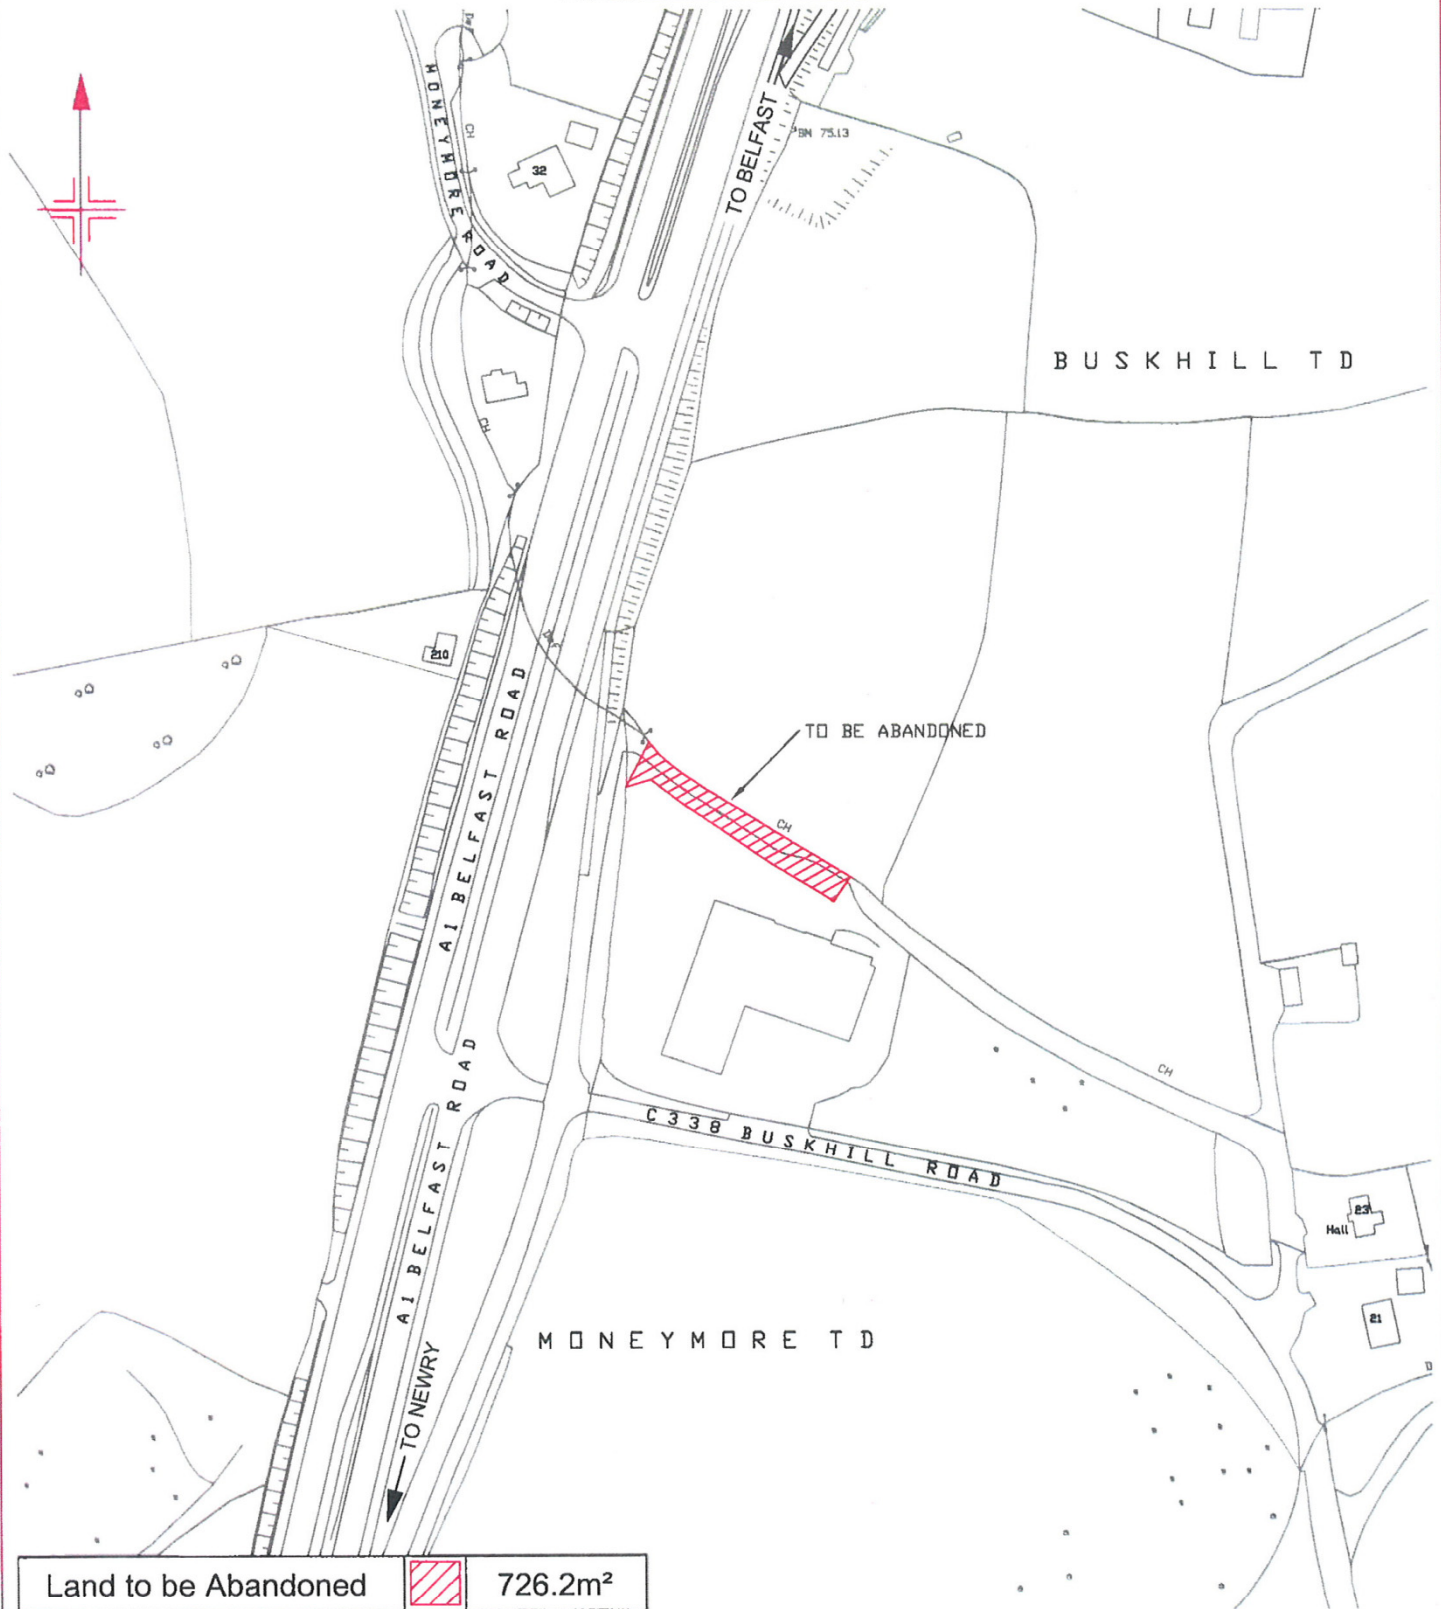 MONEYMORE ROAD
CH
32
TO BELFAST
BM 75.13
BUSKHILL TD
CH
210
A1 BELFAST ROAD
TO BE ABANDONED
CH
CH
A1 BELFAST ROAD
C338 BUSKHILL ROAD
23
Hall
21
MONEYMORE TD
TO NEWRY
Land to be Abandoned 726.2m²